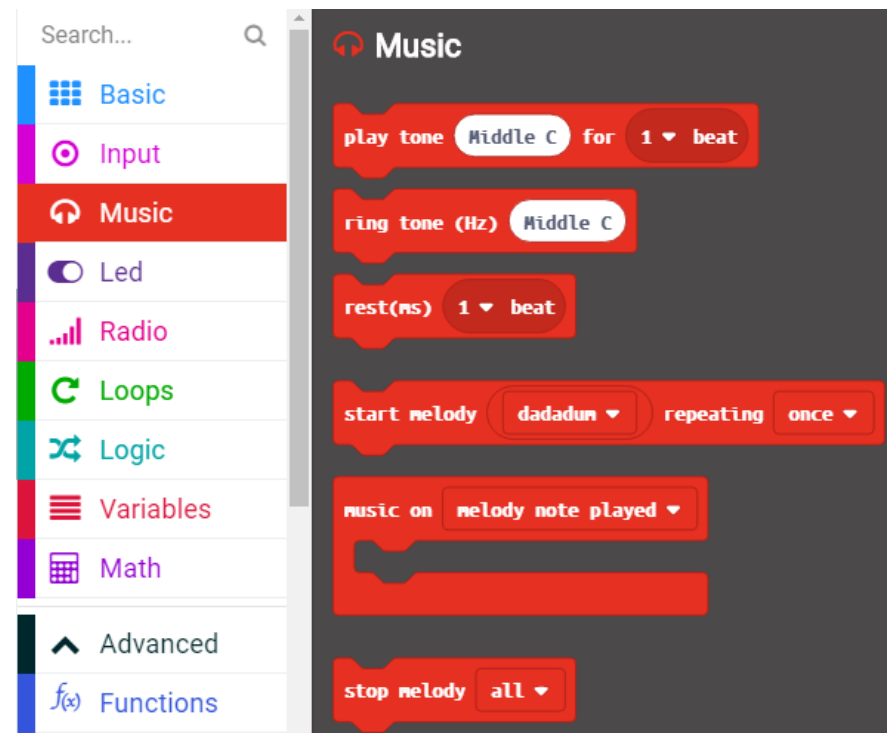 Search...
Basic
Input
Music
Led
Radio
Loops
Logic
Variables
Math
Advanced
f(x) Functions
Music
play tone Middle C for 1 beat
ring tone (Hz) Middle C
rest(ms) 1 beat
start melody dadadum repeating once
music on melody note played
stop melody all